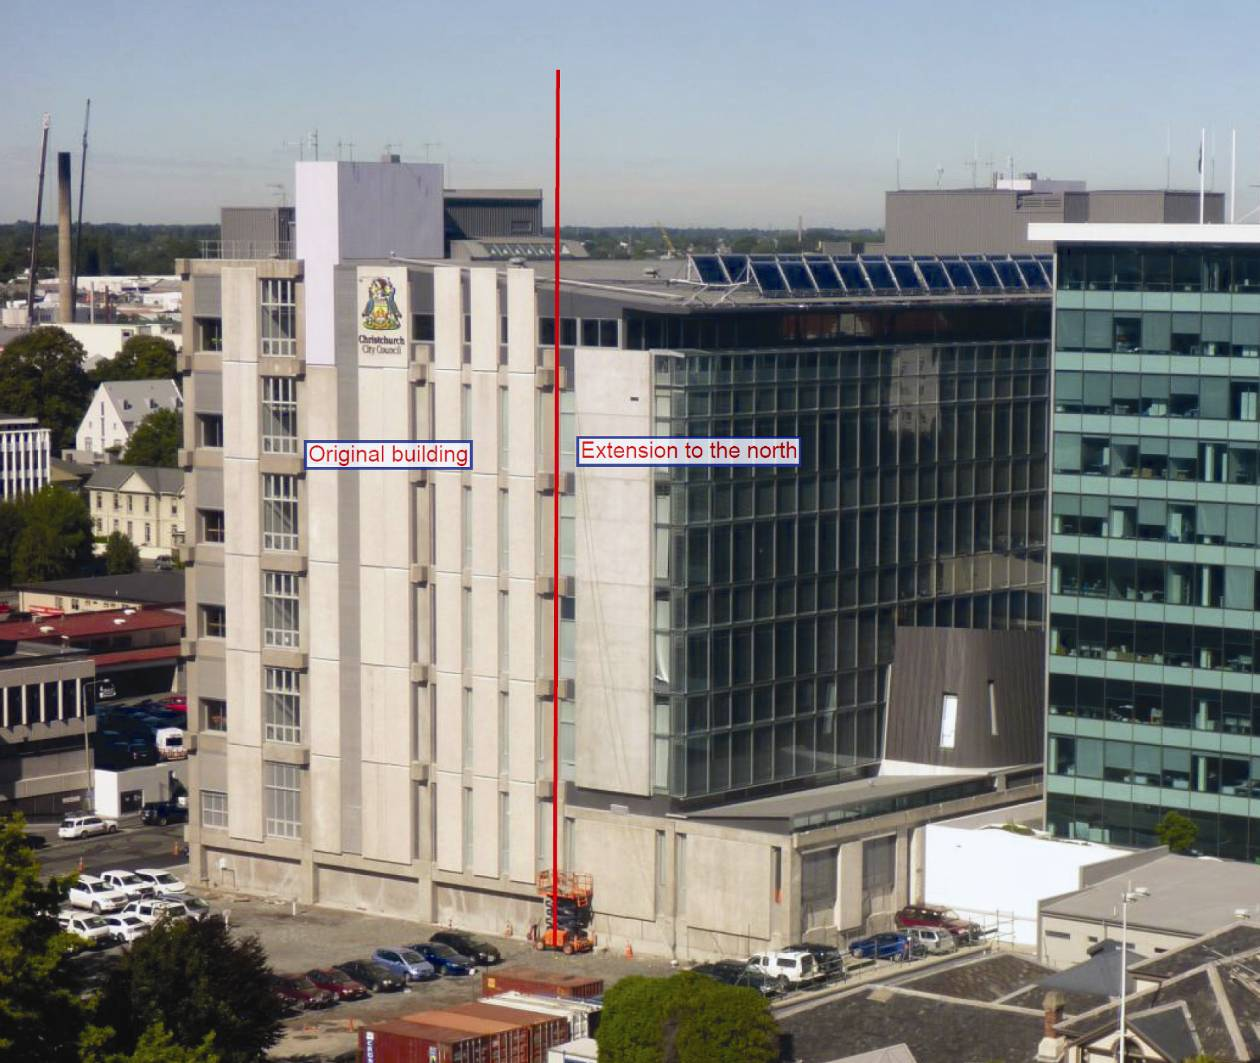 Christchurch
City Council
Original building
Extension to the north